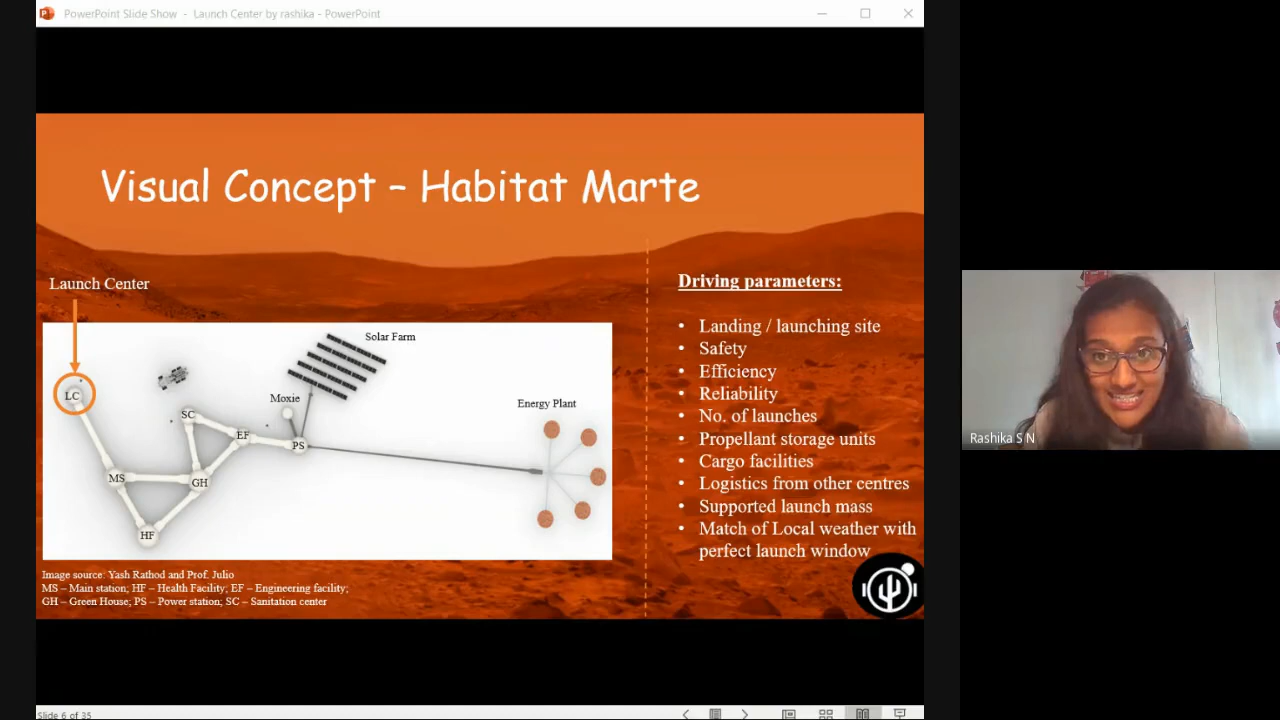 PowerPoint Slide Show - Launch Center by rashika - PowerPoint
Visual Concept – Habitat Marte
Launch Center
Solar Farm
LC
SC
Moxie
EF
PS
Energy Plant
MS
GH
HF
Image source: Yash Rathod and Prof. Julio
MS – Main station; HF – Health Facility; EF – Engineering facility;
GH – Green House; PS – Power station; SC – Sanitation center
Driving parameters:
• Landing / launching site
• Safety
• Efficiency
• Reliability
• No. of launches
• Propellant storage units
• Cargo facilities
• Logistics from other centres
• Supported launch mass
• Match of Local weather with
perfect launch window
Rashika S N
Slide 6 of 35